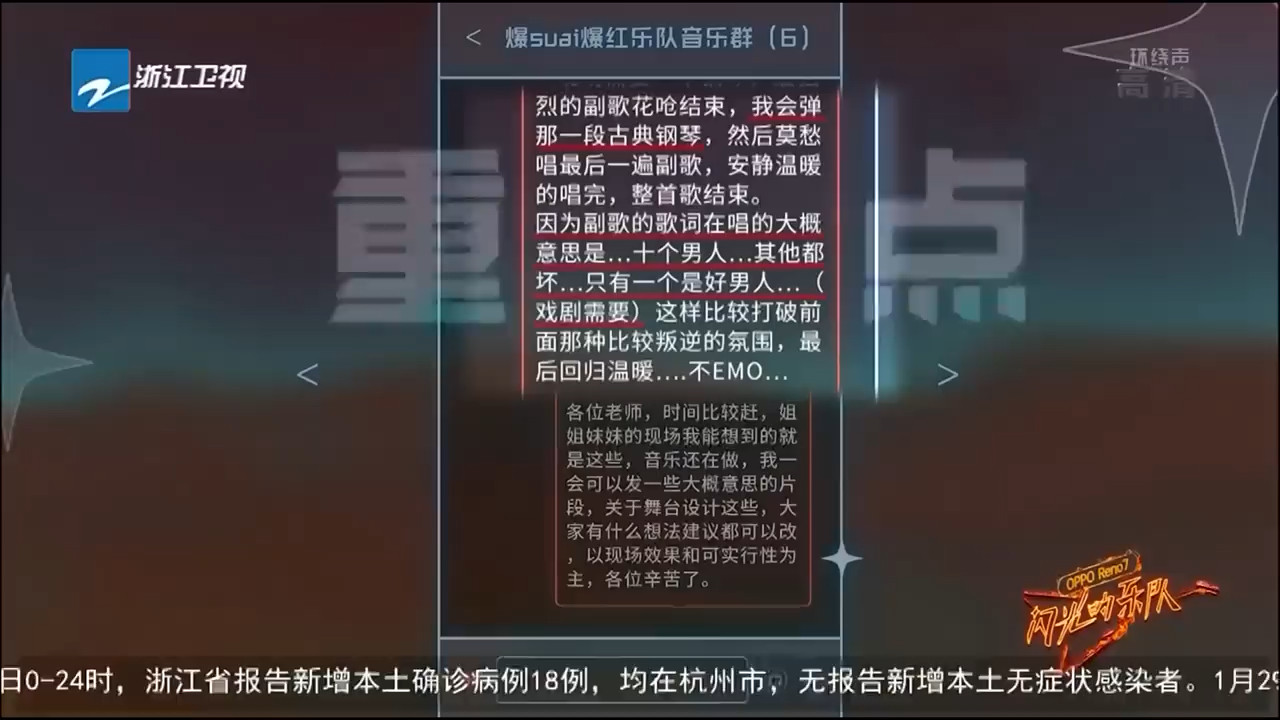 < 爆suai爆红乐队音乐群（6）
浙江卫视
环绕声
高清
重点
烈的副歌花呛结束，我会弹
那一段古典钢琴，然后莫愁
唱最后一遍副歌，安静温暖
的唱完，整首歌结束。
因为副歌的歌词在唱的大概
意思是...十个男人...其他都
坏...只有一个是好男人...（
戏剧需要）这样比较打破前
面那种比较叛逆的氛围，最
后回归温暖....不EMO...
< >
各位老师，时间比较赶，姐
姐妹妹的现场我能想到的就
是这些，音乐还在做，我一
会可以发一些大概意思的片
段，关于舞台设计这些，大
家有什么想法建议都可以改
，以现场效果和可实行性为
主，各位辛苦了。
OPPO Reno7
闪光的乐队
日0-24时，浙江省报告新增本土确诊病例18例，均在杭州市，无报告新增本土无症状感染者。1月29